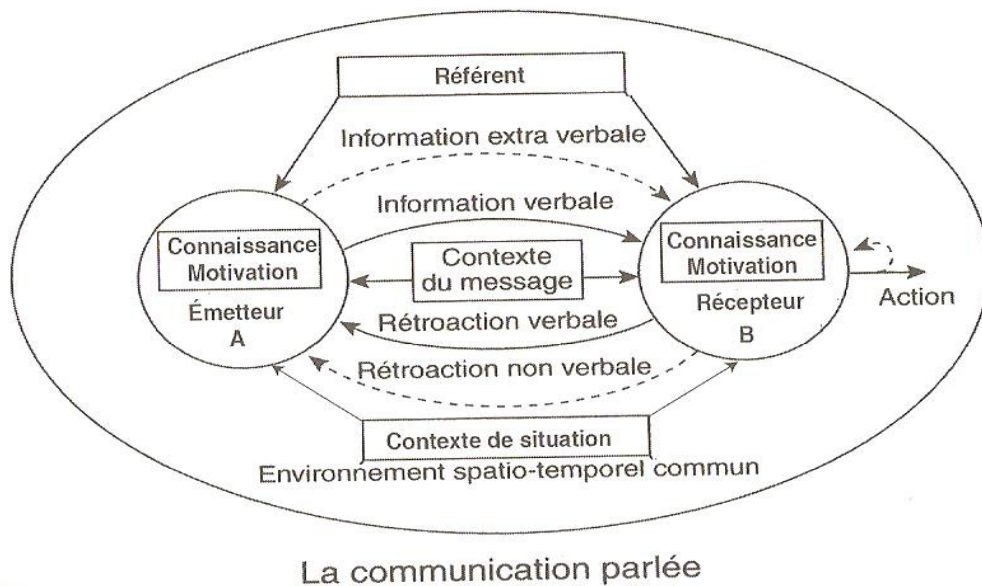 Référent
Information extra verbale
Information verbale
Connaissance
Motivation
Émetteur
A
Contexte
du message
Connaissance
Motivation
Récepteur
B
Action
Rétroaction verbale
Rétroaction non verbale
Contexte de situation
Environnement spatio-temporel commun
La communication parlée